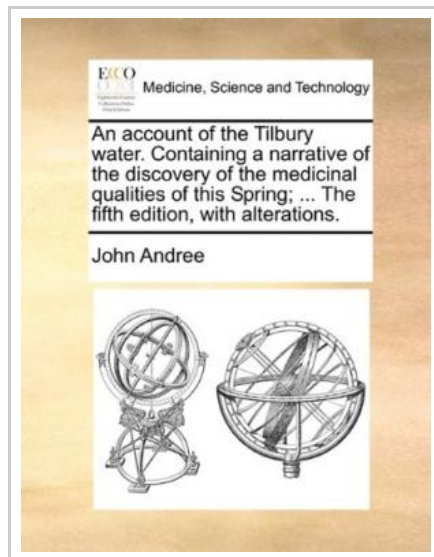 ECCO
Medicine, Science and Technology
An account of the Tilbury
water. Containing a narrative of
the discovery of the medicinal
qualities of this Spring; ... The
fifth edition, with alterations.
John Andree